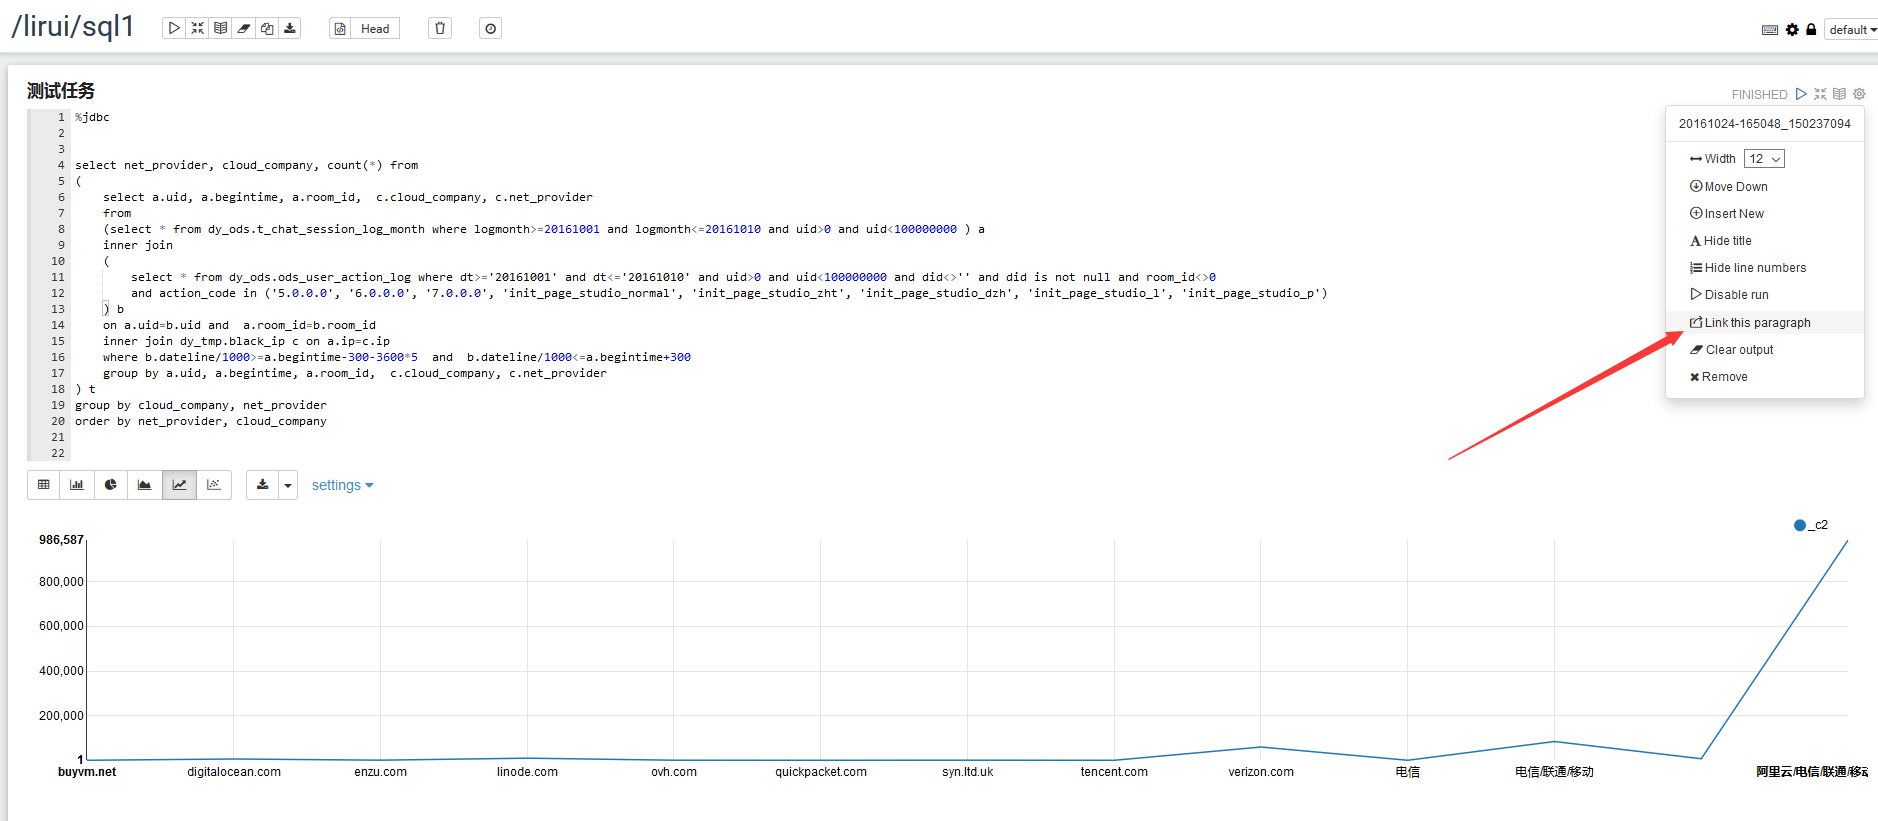 /lirui/sql1
Head
default
测试任务
FINISHED
1 %jdbc
2
3
4 select net_provider, cloud_company, count(*) from
5 (
6 select a.uid, a.begintime, a.room_id, c.cloud_company, c.net_provider
7 from
8 (select * from dy_ods.t_chat_session_log_month where logmonth>=20161001 and logmonth<=20161010 and uid>0 and uid<100000000 ) a
9 inner join
10 (
11 select * from dy_ods.ods_user_action_log where dt>='20161001' and dt<='20161010' and uid>0 and uid<100000000 and did<>'' and did is not null and room_id<>0
12 and action_code in ('5.0.0.0', '6.0.0.0', '7.0.0.0', 'init_page_studio_normal', 'init_page_studio_zht', 'init_page_studio_dzh', 'init_page_studio_l', 'init_page_studio_p')
13 ) b
14 on a.uid=b.uid and a.room_id=b.room_id
15 inner join dy_tmp.black_ip c on a.ip=c.ip
16 where b.dateline/1000>=a.begintime-300-3600*5 and b.dateline/1000<=a.begintime+300
17 group by a.uid, a.begintime, a.room_id, c.cloud_company, c.net_provider
18 ) t
19 group by cloud_company, net_provider
20 order by net_provider, cloud_company
21
22
20161024-165048_150237094
Width 12
Move Down
Insert New
Hide title
Hide line numbers
Disable run
Link this paragraph
Clear output
Remove
settings
_c2
986,587
800,000
600,000
400,000
200,000
1
buyvm.net digitalocean.com enzu.com linode.com ovh.com quickpacket.com syn.ltd.uk tencent.com verizon.com 电信 电信/联通/移动 阿里云/电信/联通/移